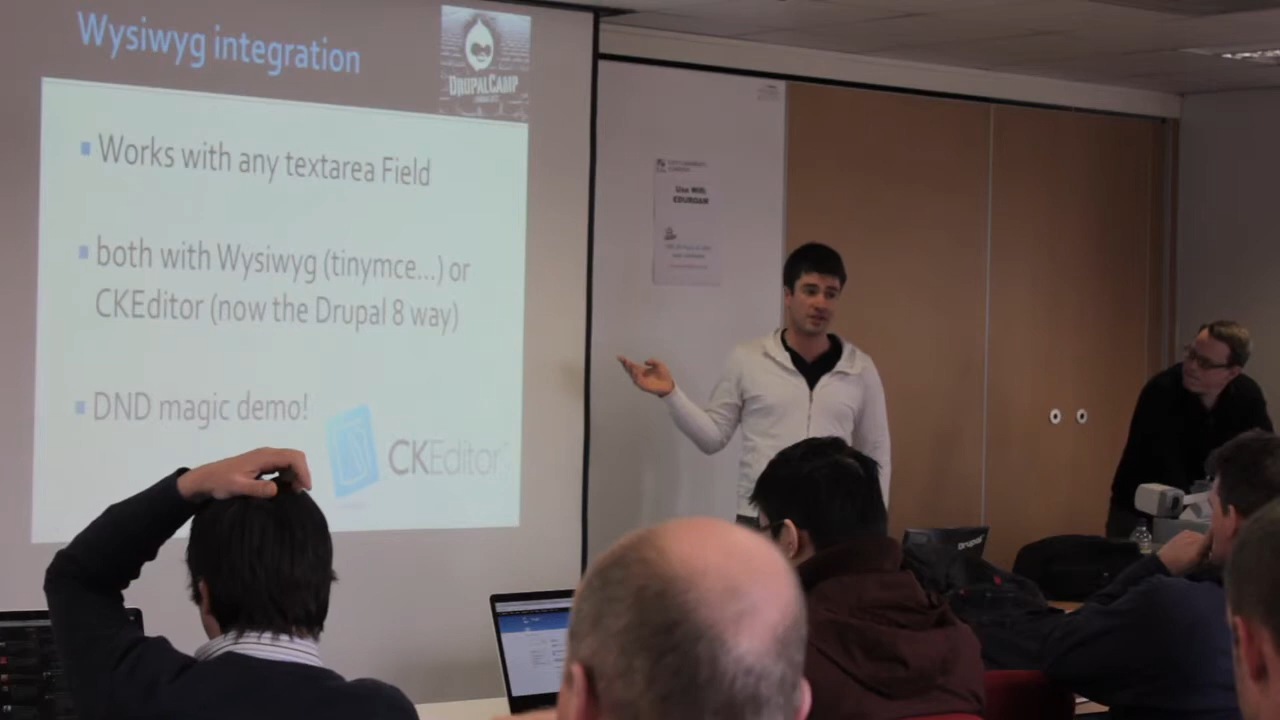 Wysiwyg integration
DRUPALCAMP
Works with any textarea Field
both with Wysiwyg (tinymce...) or
CKEditor (now the Drupal 8 way)
DND magic demo!
CKEditor
Use Wifi:
EDUROAM
Drupal